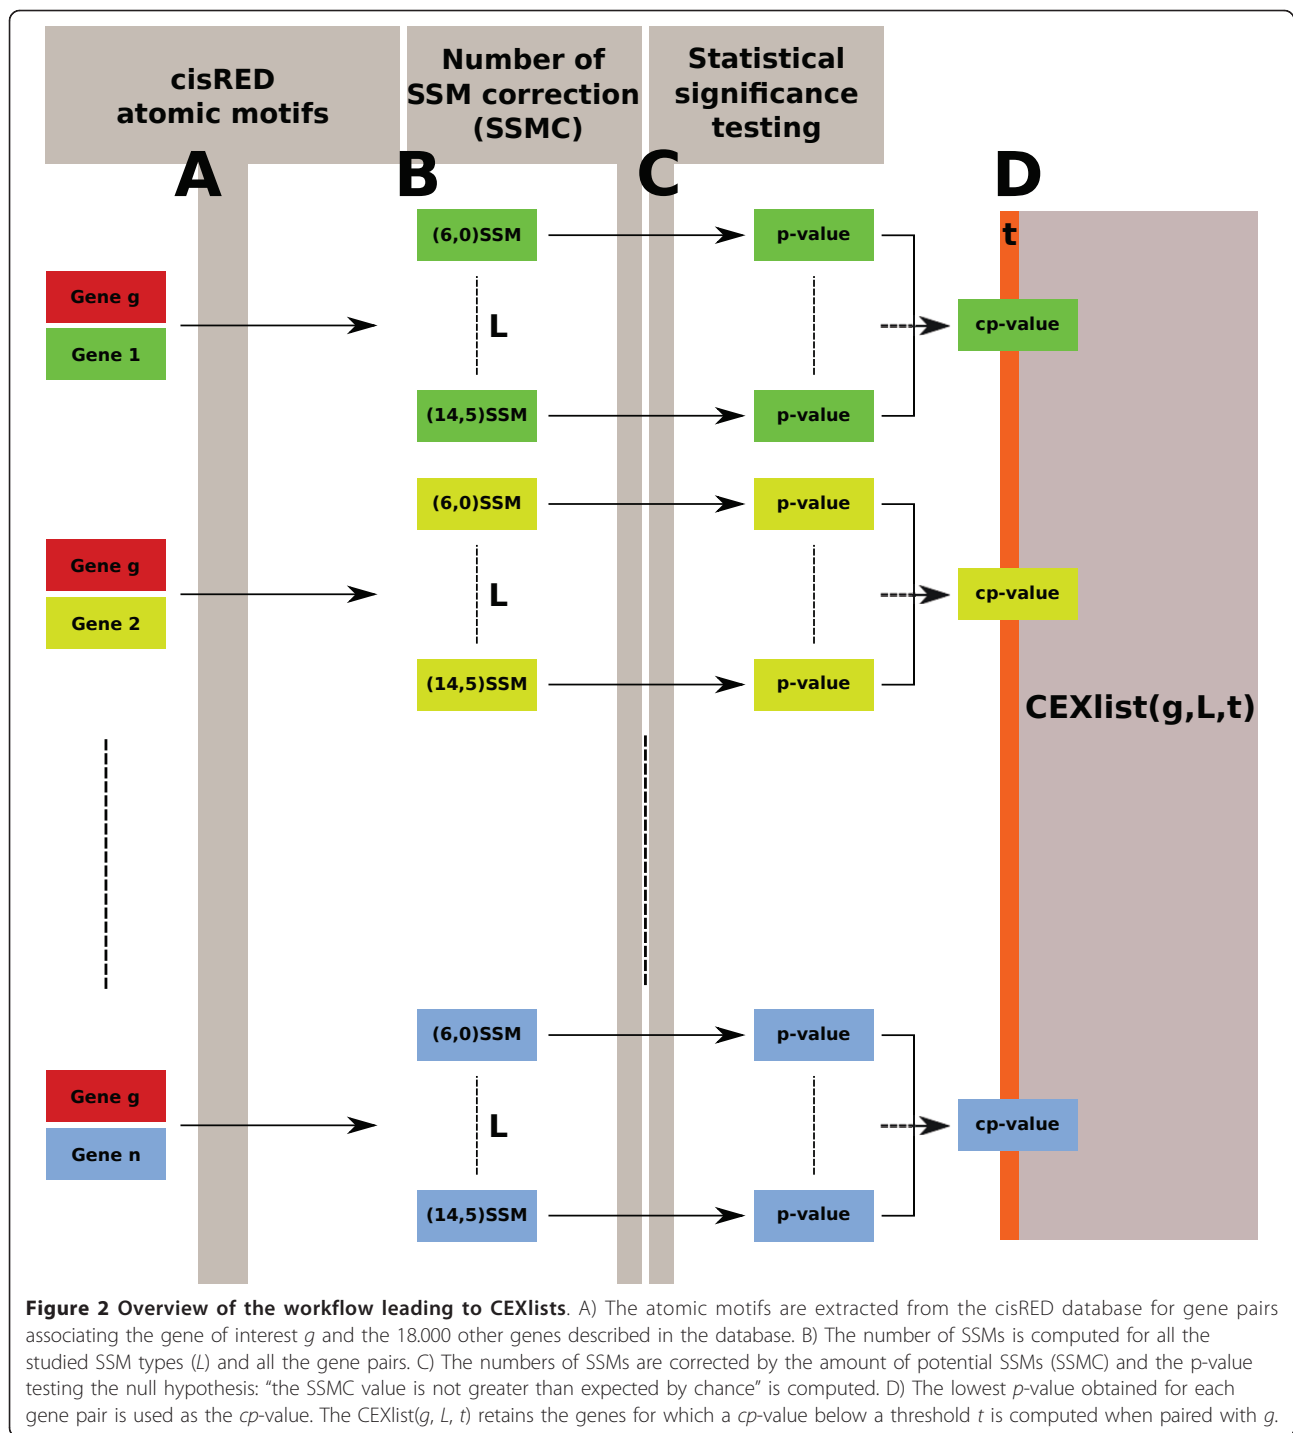 cisRED
atomic motifs
Number of
SSM correction
(SSMC)
Statistical
significance
testing
A
B
C
D
t
(6,0)SSM
p-value
Gene g
Gene 1
L
cp-value
(14,5)SSM
p-value
(6,0)SSM
p-value
Gene g
Gene 2
L
cp-value
(14,5)SSM
p-value
CEXlist(g,L,t)
(6,0)SSM
p-value
Gene g
Gene n
L
cp-value
(14,5)SSM
p-value
Figure 2 Overview of the workflow leading to CEXlists. A) The atomic motifs are extracted from the cisRED database for gene pairs
associating the gene of interest g and the 18.000 other genes described in the database. B) The number of SSMs is computed for all the
studied SSM types (L) and all the gene pairs. C) The numbers of SSMs are corrected by the amount of potential SSMs (SSMC) and the p-value
testing the null hypothesis: “the SSMC value is not greater than expected by chance” is computed. D) The lowest p-value obtained for each
gene pair is used as the cp-value. The CEXlist(g, L, t) retains the genes for which a cp-value below a threshold t is computed when paired with g.